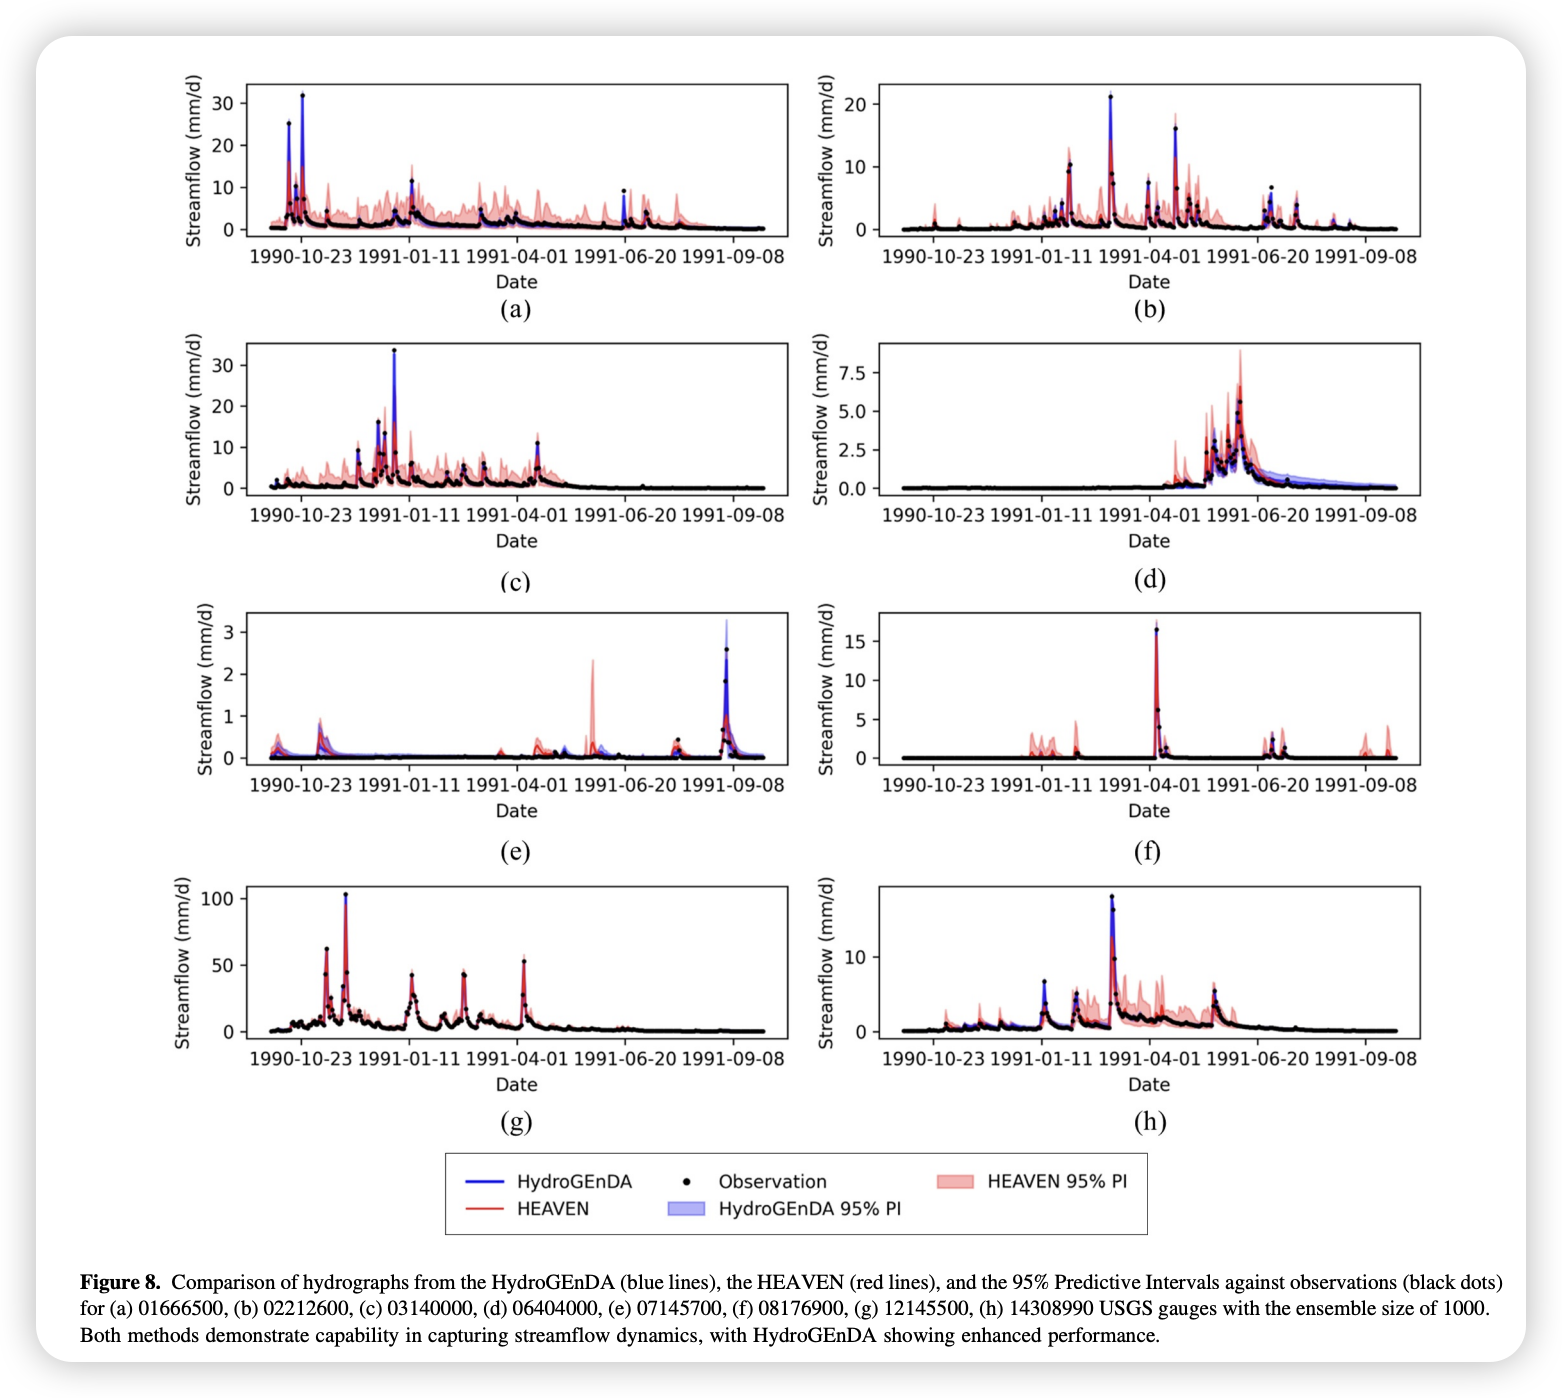 Streamflow (mm/d)
30
20
10
0
1990-10-23 1991-01-11 1991-04-01 1991-06-20 1991-09-08
Date
(a)
Streamflow (mm/d)
20
10
0
1990-10-23 1991-01-11 1991-04-01 1991-06-20 1991-09-08
Date
(b)
Streamflow (mm/d)
30
20
10
0
1990-10-23 1991-01-11 1991-04-01 1991-06-20 1991-09-08
Date
(c)
Streamflow (mm/d)
7.5
5.0
2.5
0.0
1990-10-23 1991-01-11 1991-04-01 1991-06-20 1991-09-08
Date
(d)
Streamflow (mm/d)
3
2
1
0
1990-10-23 1991-01-11 1991-04-01 1991-06-20 1991-09-08
Date
(e)
Streamflow (mm/d)
15
10
5
0
1990-10-23 1991-01-11 1991-04-01 1991-06-20 1991-09-08
Date
(f)
Streamflow (mm/d)
100
50
0
1990-10-23 1991-01-11 1991-04-01 1991-06-20 1991-09-08
Date
(g)
Streamflow (mm/d)
10
0
1990-10-23 1991-01-11 1991-04-01 1991-06-20 1991-09-08
Date
(h)
HydroGEnDA
HEAVEN
Observation
HydroGEnDA 95% PI
HEAVEN 95% PI
Figure 8. Comparison of hydrographs from the HydroGEnDA (blue lines), the HEAVEN (red lines), and the 95% Predictive Intervals against observations (black dots)
for (a) 01666500, (b) 02212600, (c) 03140000, (d) 06404000, (e) 07145700, (f) 08176900, (g) 12145500, (h) 14308990 USGS gauges with the ensemble size of 1000.
Both methods demonstrate capability in capturing streamflow dynamics, with HydroGEnDA showing enhanced performance.